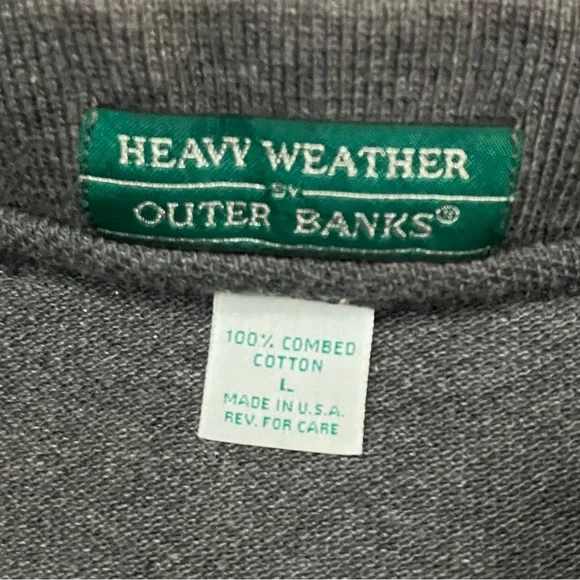 HEAVY WEATHER
BY
OUTER BANKS®
100% COMBED
COTTON
L
MADE IN U.S.A.
REV. FOR CARE